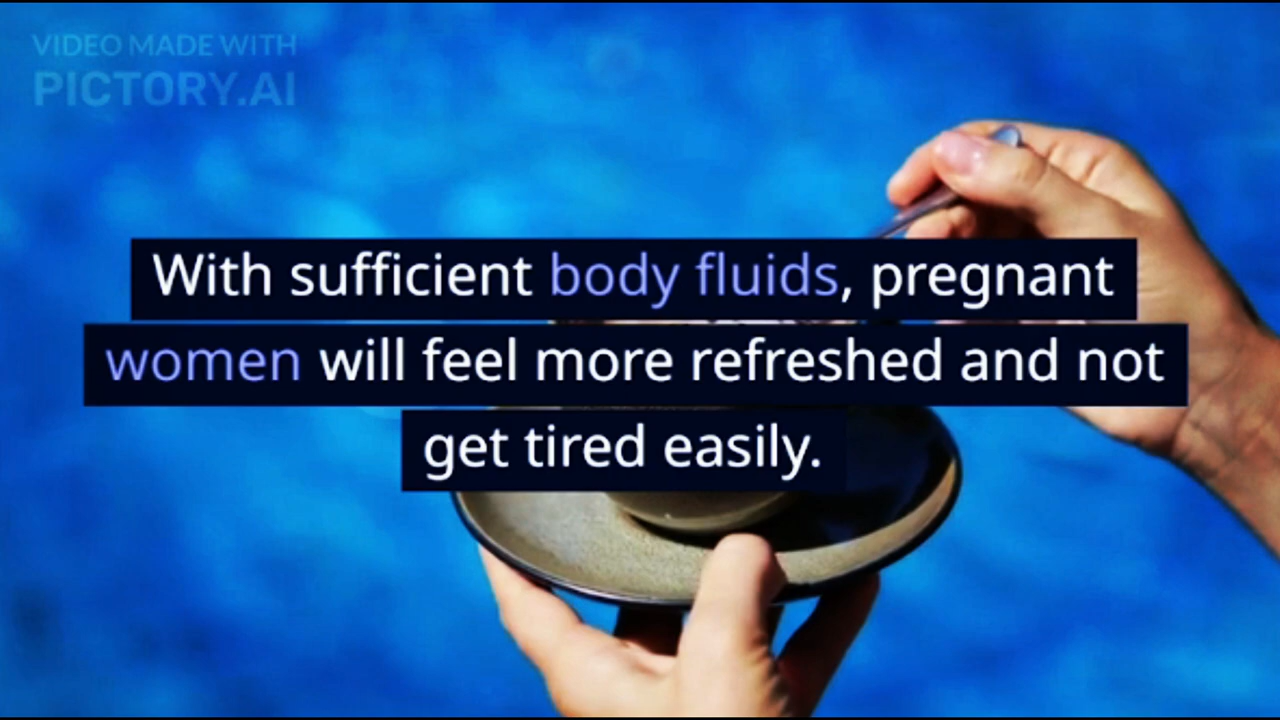 VIDEO MADE WITH
PICTORY.AI
With sufficient body fluids, pregnant
women will feel more refreshed and not
get tired easily.